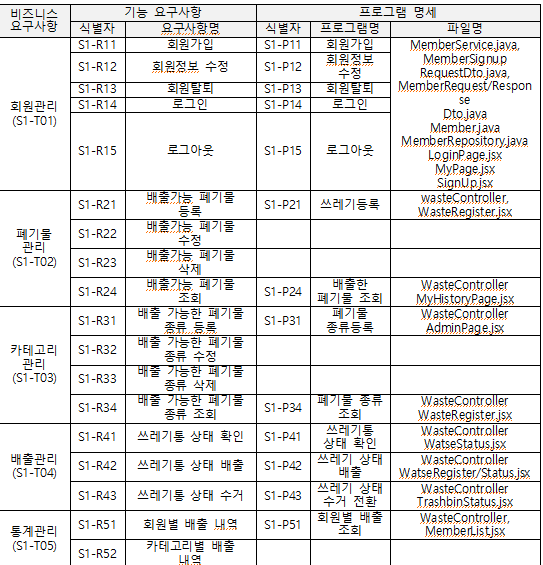 비즈니스 요구사항 기능 요구사항 프로그램 명세
식별자 요구사항명 식별자 프로그램명 파일명
회원관리
(S1-T01)
S1-R11 회원가입 S1-P11 회원가입
S1-R12 회원정보 수정 S1-P12 회원정보
수정
S1-R13 회원탈퇴 S1-P13 회원탈퇴
S1-R14 로그인 S1-P14 로그인
S1-R15 로그아웃 S1-P15 로그아웃
MemberService.java,
MemberSignup
RequestDto.java,
MemberRequest/Respon
se
Dto.java
Member.java
MemberRepository.java
LoginPage.jsx
MyPage.jsx
SignUp.jsx
폐기물
관리
(S1-T02)
S1-R21 배출가능 폐기물
등록 S1-P21 쓰레기등록 wasteController,
WasteRegister.jsx
S1-R22 배출가능 폐기물
수정
S1-R23 배출가능 폐기물
삭제
S1-R24 배출가능 폐기물
조회 S1-P24 배출한
폐기물 조회 WasteController
MyHistoryPage.jsx
카테고리
관리
(S1-T03)
S1-R31 배출 가능한 폐기물
종류 등록 S1-P31 폐기물
종류등록 WasteController
AdminPage.jsx
S1-R32 배출 가능한 폐기물
종류 수정
S1-R33 배출 가능한 폐기물
종류 삭제
S1-R34 배출 가능한 폐기물
종류 조회 S1-P34 폐기물 종류
조회 WasteController
WasteRegister.jsx
배출관리
(S1-T04)
S1-R41 쓰레기통 상태 확인 S1-P41 쓰레기통
상태 확인 WasteController
WatseStatus.jsx
S1-R42 쓰레기통 상태 배출 S1-P42 쓰레기 상태
배출 WasteController
WatseRegister/Status.jsx
S1-R43 쓰레기통 상태 수거 S1-P43 쓰레기 상태
수거 전환 WasteController
TrashbinStatus.jsx
통계관리
(S1-T05)
S1-R51 회원별 배출 내역 S1-P51 회원별 배출
조회 WasteController,
MemberList.jsx
S1-R52 카테고리별 배출
내역